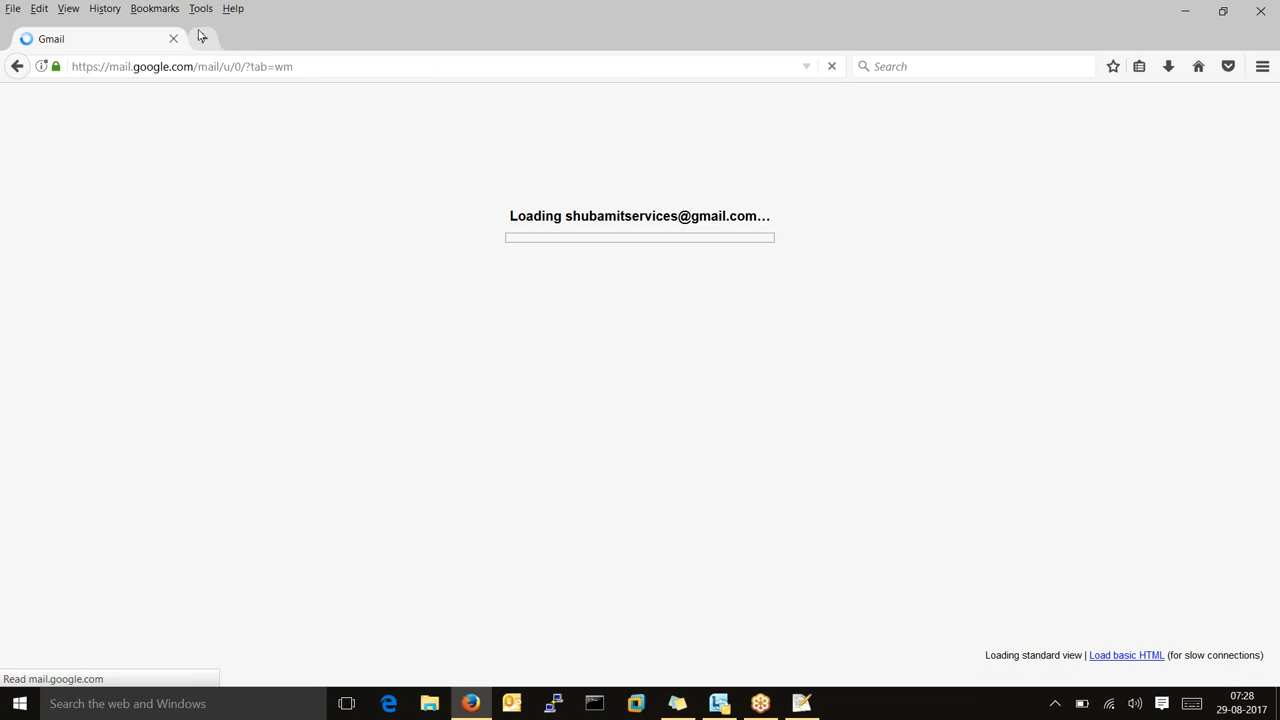 File Edit View History Bookmarks Tools Help
Gmail
https://mail.google.com/mail/u/0/?tab=wm
Search
Loading shubamitservices@gmail.com…
Loading standard view | Load basic HTML (for slow connections)
Read mail.google.com
Search the web and Windows
07:28
29-08-2017